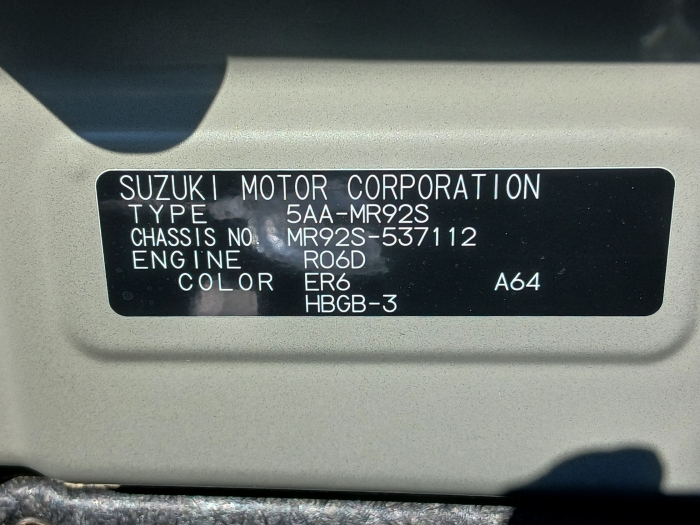 SUZUKI MOTOR CORPORATION
TYPE 5AA-MR92S
CHASSIS NO. MR92S-537112
ENGINE R06D
COLOR ER6 A64
HBGB-3